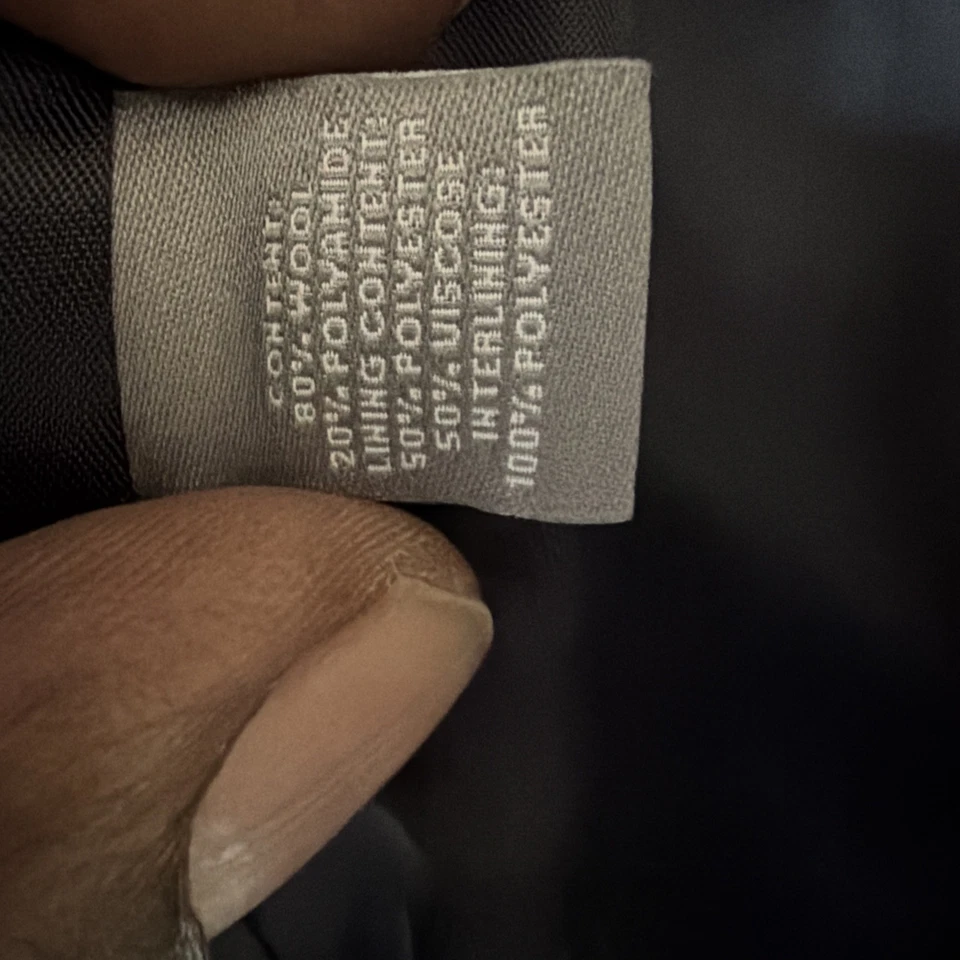 CONTENT:
80% WOOL
20% POLYAMIDE
LINING CONTENT:
50% POLYESTER
50% VISCOSE
INTERLINING:
100% POLYESTER